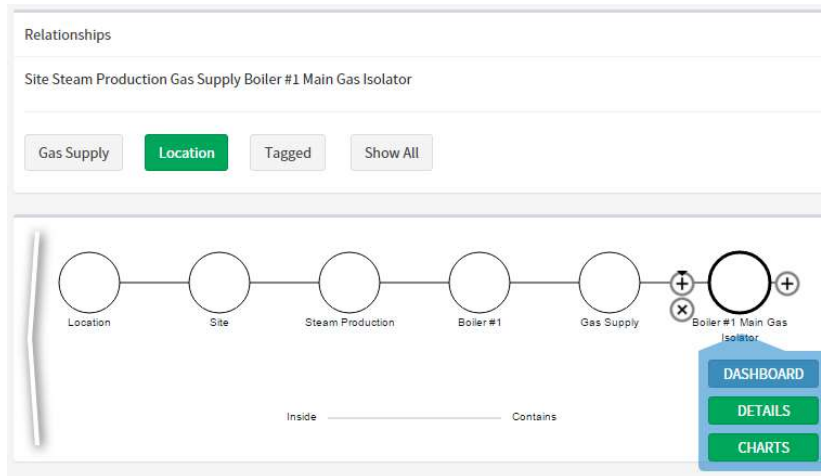 Relationships
Site Steam Production Gas Supply Boiler #1 Main Gas Isolator
Gas Supply Location Tagged Show All
Location Site Steam Production Boiler #1 Gas Supply Boiler #1 Main Gas
Isolator
DASHBOARD
DETAILS
Inside Contains
CHARTS